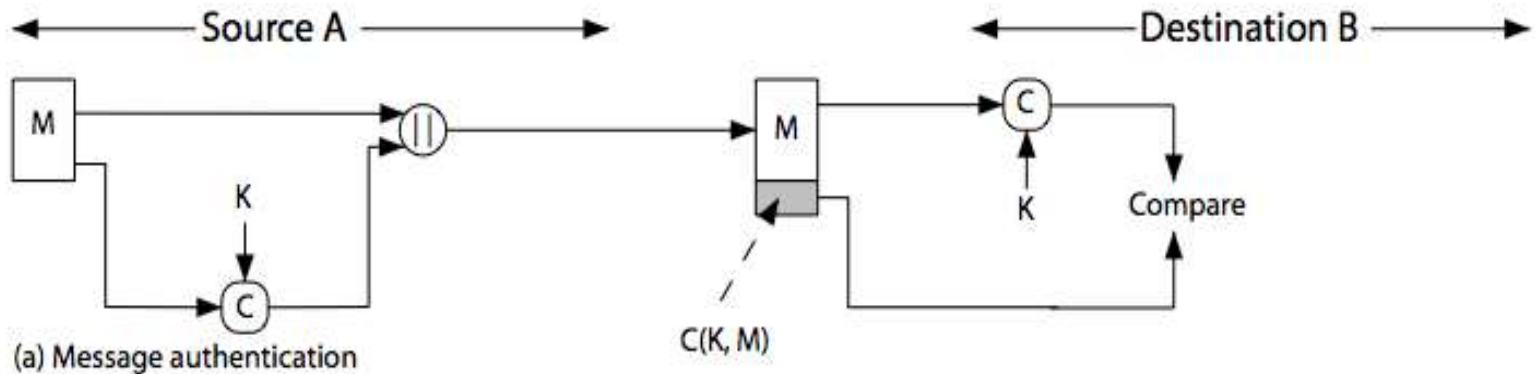 Source A
Destination B
M
||
M
C
K
K
Compare
C
C(K, M)
(a) Message authentication